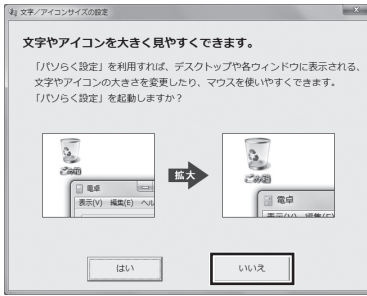 文字／アイコンサイズの設定
文字やアイコンを大きく見やすくできます。
「パソらく設定」を利用すれば、デスクトップや各ウィンドウに表示される、
文字やアイコンの大きさを変更したり、マウスを使いやすくできます。
「パソらく設定」を起動しますか？
ごみ箱
電卓
表示(V) 編集(E) ヘル
拡大
ごみ箱
電卓
表示(V) 編集(E)
はい
いいえ